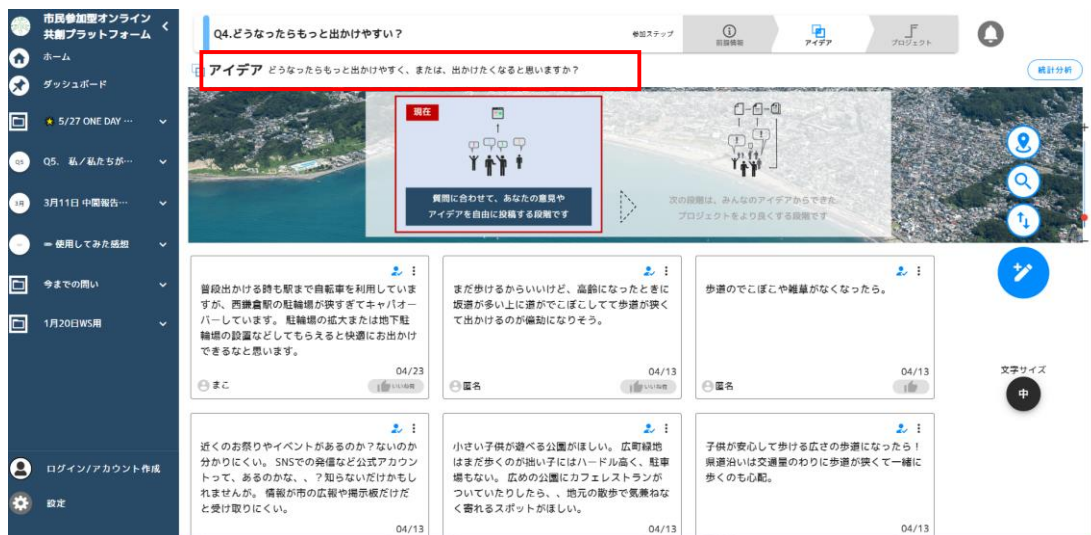 市民参加型オンライン
共創プラットフォーム
ホーム
ダッシュボード
5/27 ONE DAY …
Q5
Q5. 私/私たちが…
3月
3月11日 中間報告…
使用してみた感想
今までの問い
1月20日WS用
ログイン/アカウント作成
設定
Q4.どうなったらもっと出かけやすい?
参加ステップ
前提情報
アイデア
プロジェクト
アイデア どうなったらもっと出かけやすく、または、出かけたくなると思いますか?
統計分析
現在
質問に合わせて、あなたの意見や
アイデアを自由に投稿する段階です
次の段階は、みんなのアイデアからできた
プロジェクトをより良くする段階です
普段出かける時も駅まで自転車を利用していま
すが、西鎌倉駅の駐輪場が狭すぎてキャパオー
バーしています。 駐輪場の拡大または地下駐
輪場の設置などしてもらえると快適にお出かけ
できるなと思います。
04/23
まこ
いいね他
まだ歩けるからいいけど、高齢になったときに
坂道が多い上に道がでこぼこしてて歩道が狭く
て出かけるのが億劫になりそう。
04/13
匿名
いいね他
歩道のでこぼこや雑草がなくなったら。
04/13
匿名
近くのお祭りやイベントがあるのか?ないのか
分かりにくい。 SNSでの発信など公式アカウン
トって、あるのかな、、?知らないだけかもし
れませんが。 情報が市の広報や掲示板だけだ
と受け取りにくい。
04/13
小さい子供が遊べる公園がほしい。 広町緑地
はまだ歩くのが拙い子にはハードル高く、駐車
場もない。 広めの公園にカフェレストランが
ついていたりしたら、、地元の散歩で気兼ねな
く寄れるスポットがほしい。
04/13
子供が安心して歩ける広さの歩道になったら!
県道沿いは交通量のわりに歩道が狭くて一緒に
歩くのも心配。
04/13
文字サイズ
中